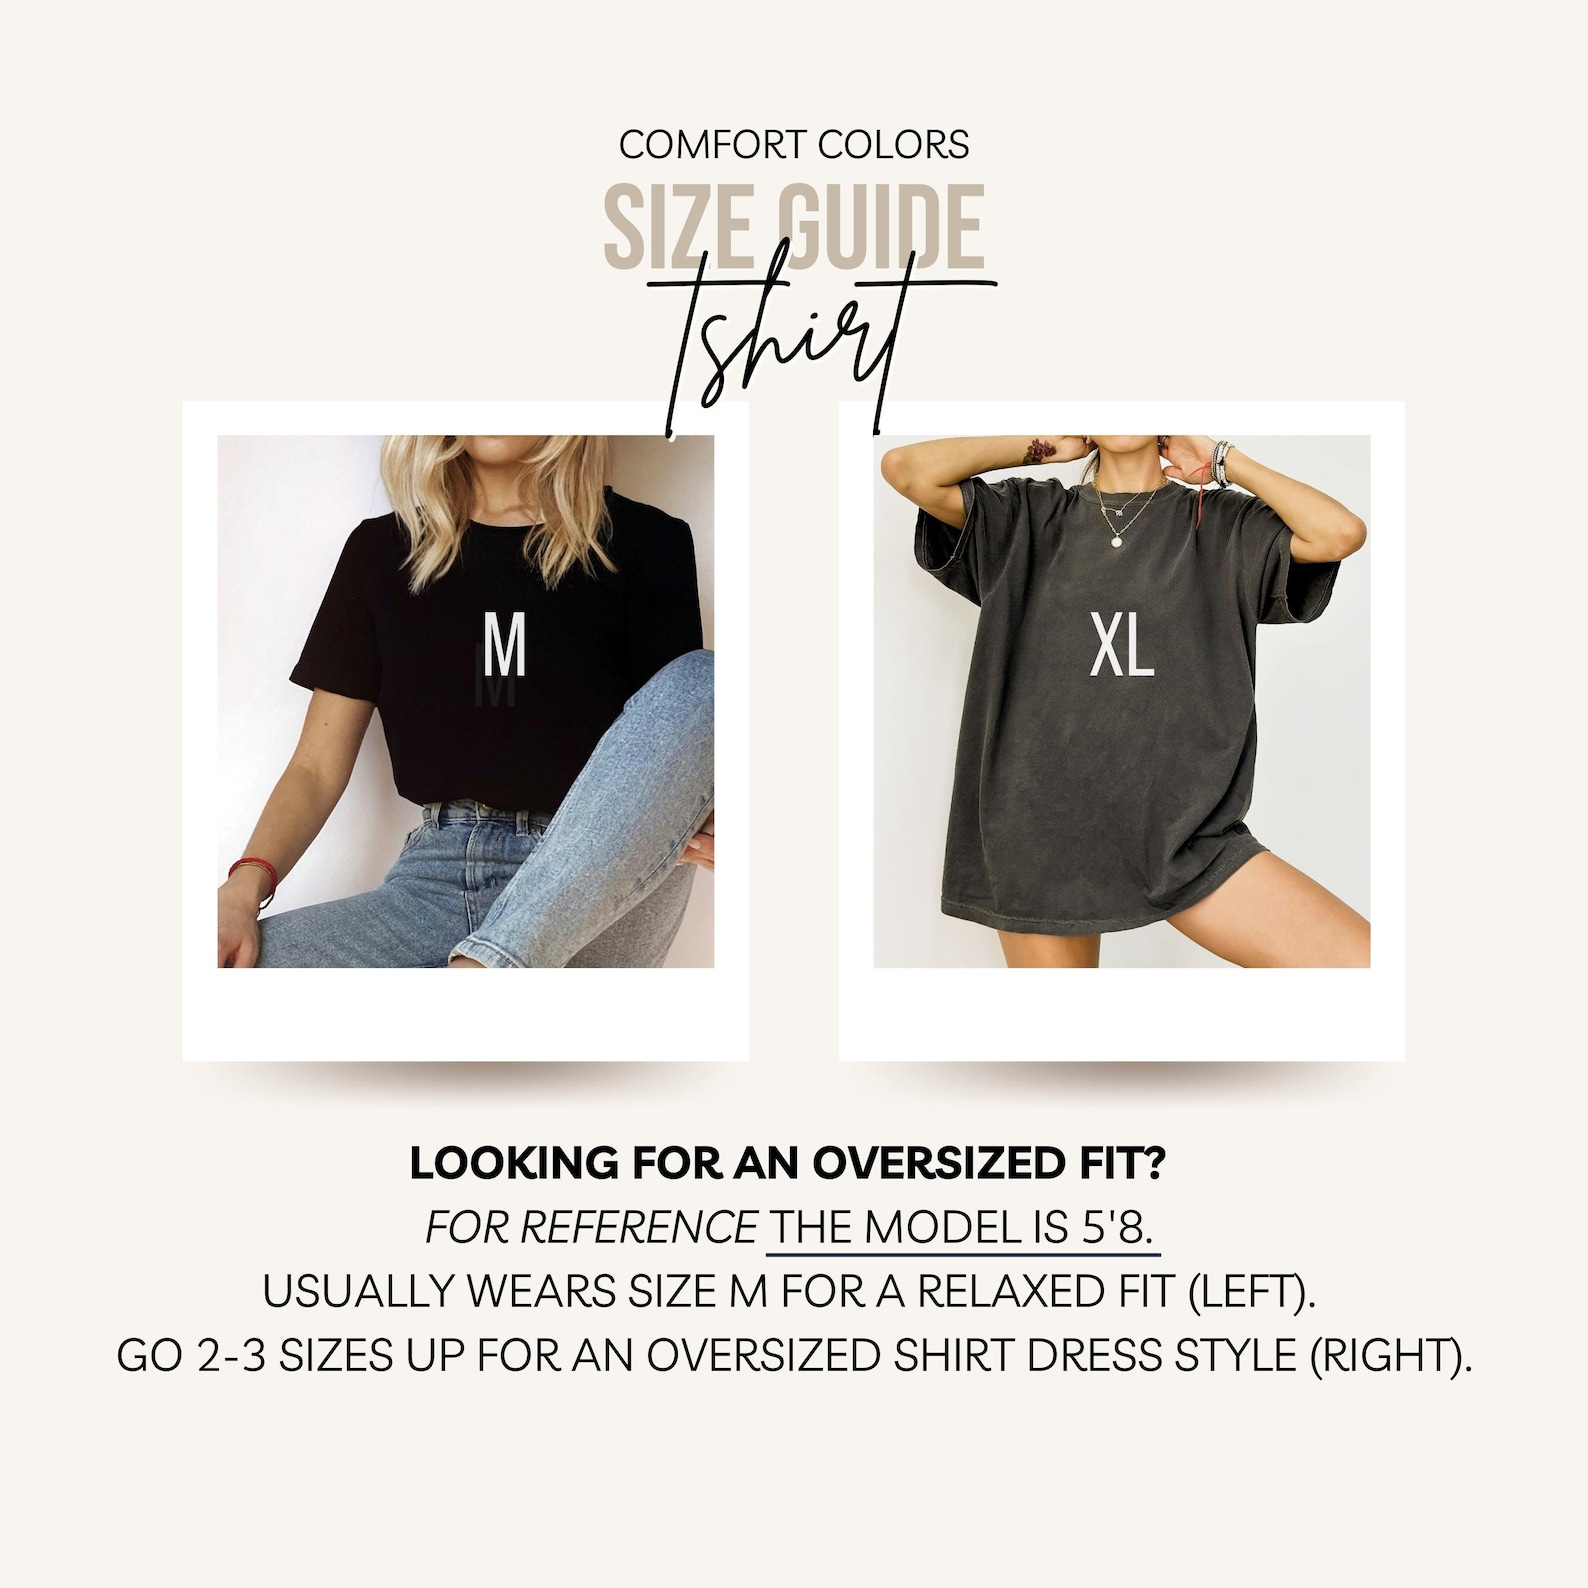 COMFORT COLORS
SIZE GUIDE
tshirt
M
M
XL
LOOKING FOR AN OVERSIZED FIT?
FOR REFERENCE THE MODEL IS 5'8.
USUALLY WEARS SIZE M FOR A RELAXED FIT (LEFT).
GO 2-3 SIZES UP FOR AN OVERSIZED SHIRT DRESS STYLE (RIGHT).